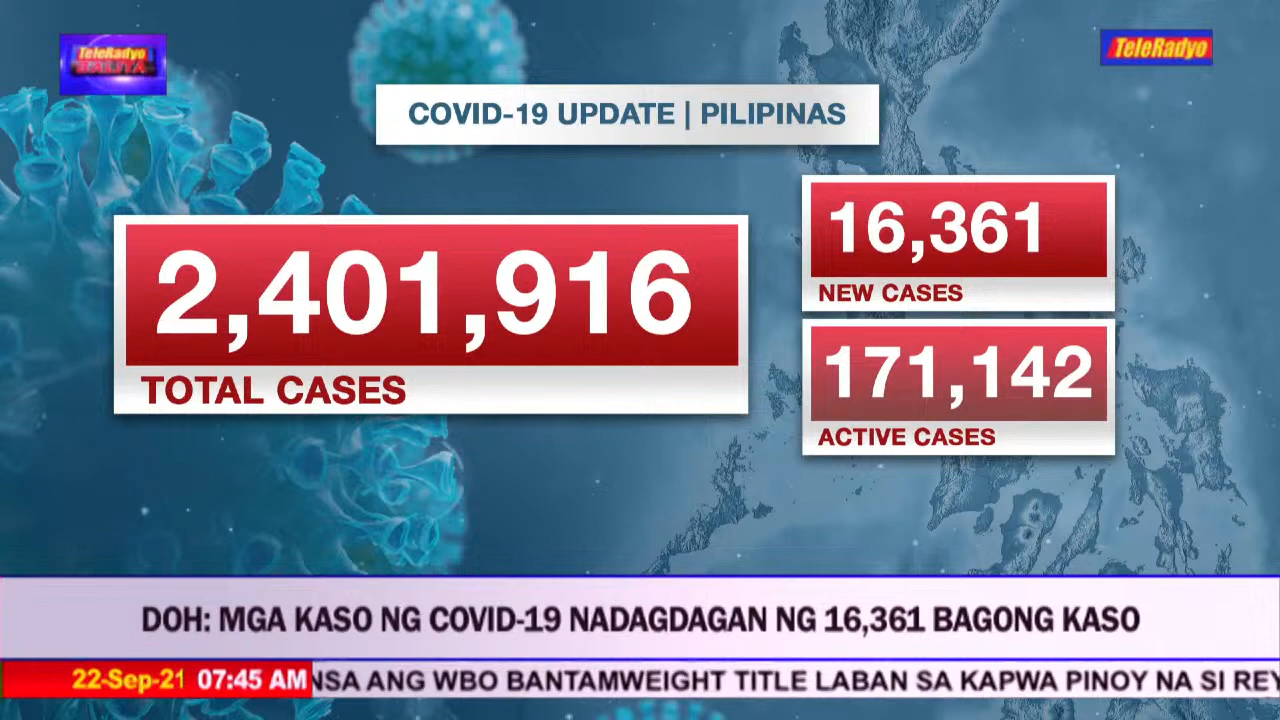 TeleRadyo
BALITA
TeleRadyo
COVID-19 UPDATE | PILIPINAS
2,401,916
TOTAL CASES
16,361
NEW CASES
171,142
ACTIVE CASES
DOH: MGA KASO NG COVID-19 NADAGDAGAN NG 16,361 BAGONG KASO
22-Sep-21 07:45 AM
NSA ANG WBO BANTAMWEIGHT TITLE LABAN SA KAPWA PINOY NA SI REY